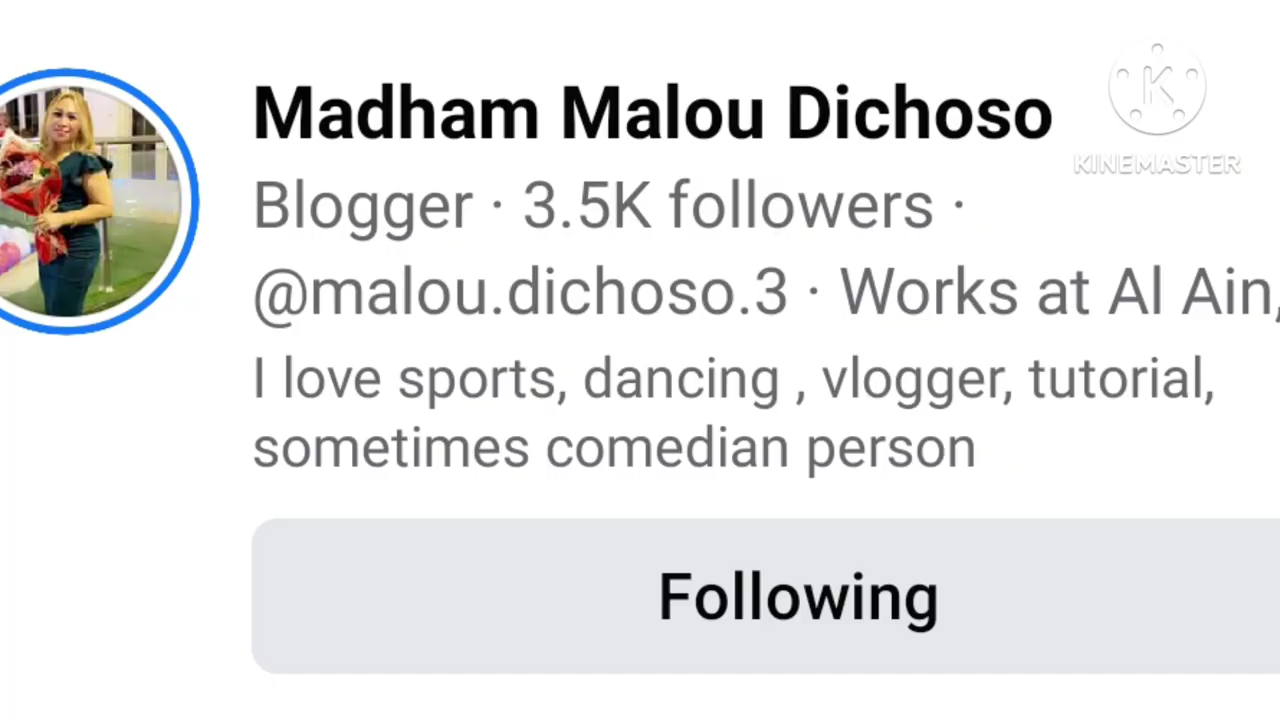 Madham Malou Dichoso
Blogger · 3.5K followers ·
@malou.dichoso.3 · Works at Al Ain,
I love sports, dancing , vlogger, tutorial,
sometimes comedian person
Following
K
KINEMASTER